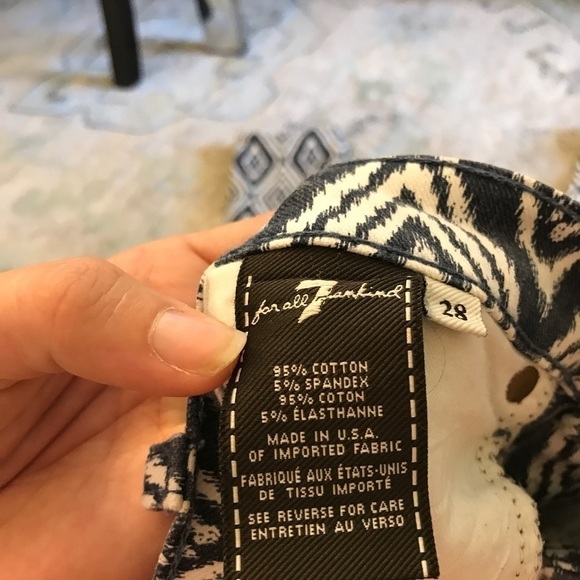 for all 7 mankind
28
95% COTTON
5% SPANDEX
95% COTON
5% ÉLASTHANNE
MADE IN U.S.A.
OF IMPORTED FABRIC
FABRIQUÉ AUX ÉTATS-UNIS
DE TISSU IMPORTÉ
SEE REVERSE FOR CARE
ENTRETIEN AU VERSO